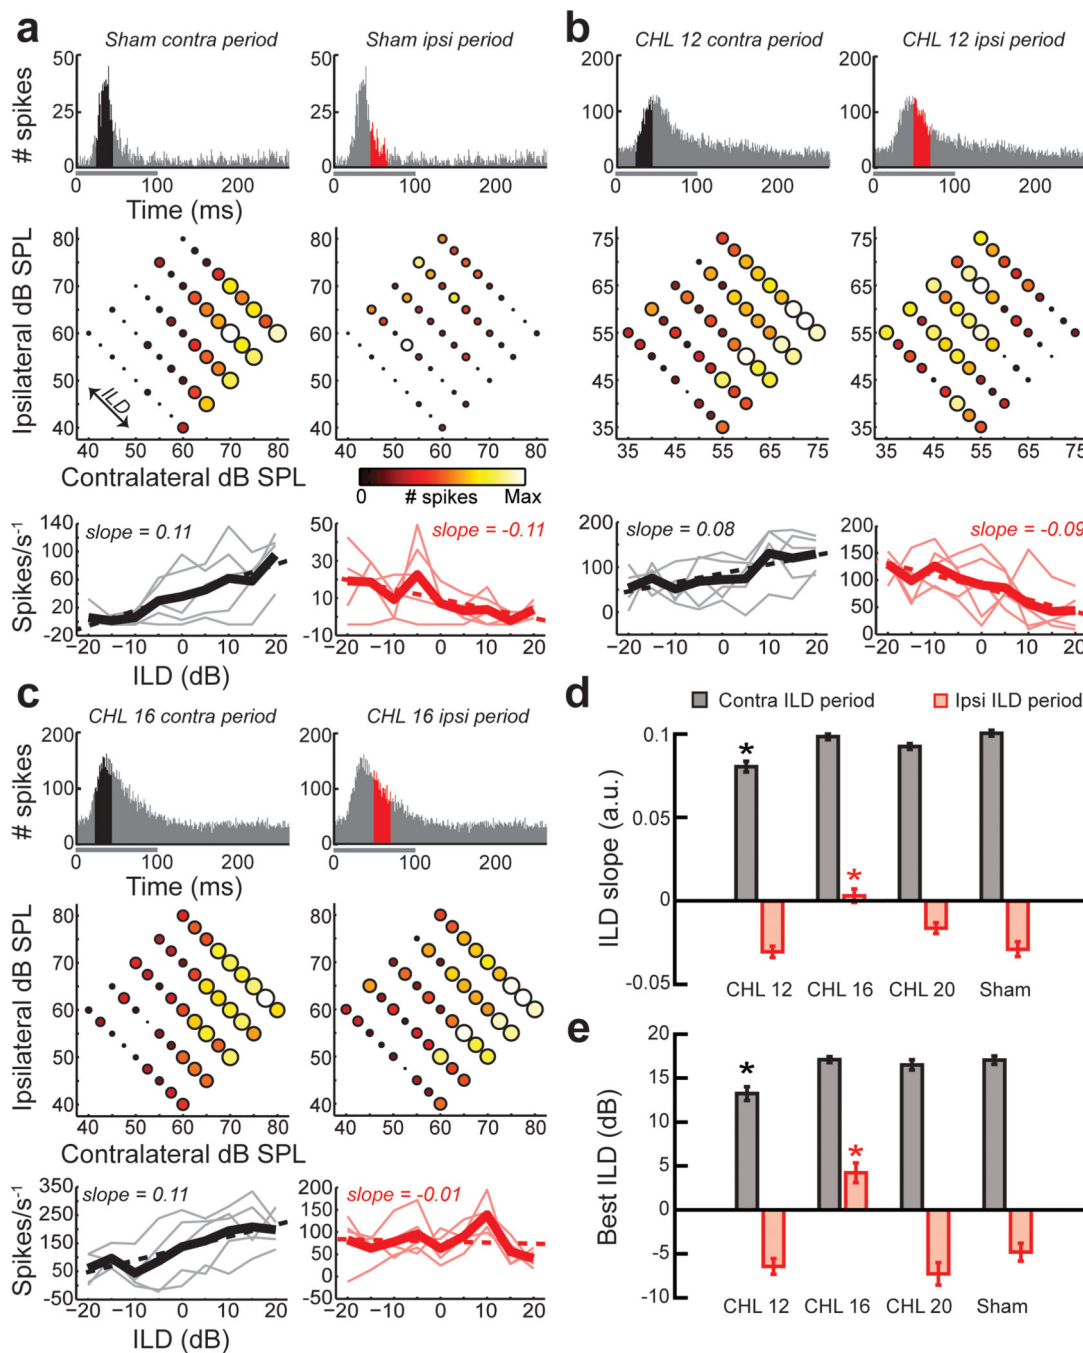 a
Sham contra period
Sham ipsi period
50
25
0
# spikes
50
25
0
0 100 200
0 100 200
Time (ms)
b
CHL 12 contra period
CHL 12 ipsi period
200
100
0
200
100
0
0 100 200
0 100 200
Ipsilateral dB SPL
80
70
60
50
40
ILD
40 50 60 70 80
80
70
60
50
40
40 50 60 70 80
Contralateral dB SPL
0 # spikes Max
75
65
55
45
35
35 45 55 65 75
75
65
55
45
35
35 45 55 65 75
Spikes/s-1
140
100
60
20
-20
slope = 0.11
−20 −10 0 10 20
50
30
10
-10
slope = -0.11
−20 −10 0 10 20
ILD (dB)
200
100
0
slope = 0.08
−20 −10 0 10 20
200
150
100
50
0
slope = -0.09
−20 −10 0 10 20
c
CHL 16 contra period
CHL 16 ipsi period
# spikes
200
100
0
200
100
0
0 100 200
0 100 200
Time (ms)
Ipsilateral dB SPL
80
70
60
50
40
40 50 60 70 80
80
70
60
50
40
40 50 60 70 80
Contralateral dB SPL
Spikes/s-1
350
250
150
50
-50
slope = 0.11
−20 −10 0 10 20
200
150
100
50
0
-50
slope = -0.01
−20 −10 0 10 20
ILD (dB)
d
Contra ILD period
Ipsi ILD period
ILD slope (a.u.)
0.1
0.05
0
-0.05
*
*
CHL 12 CHL 16 CHL 20 Sham
e
Best ILD (dB)
20
15
10
5
0
-5
-10
*
*
CHL 12 CHL 16 CHL 20 Sham